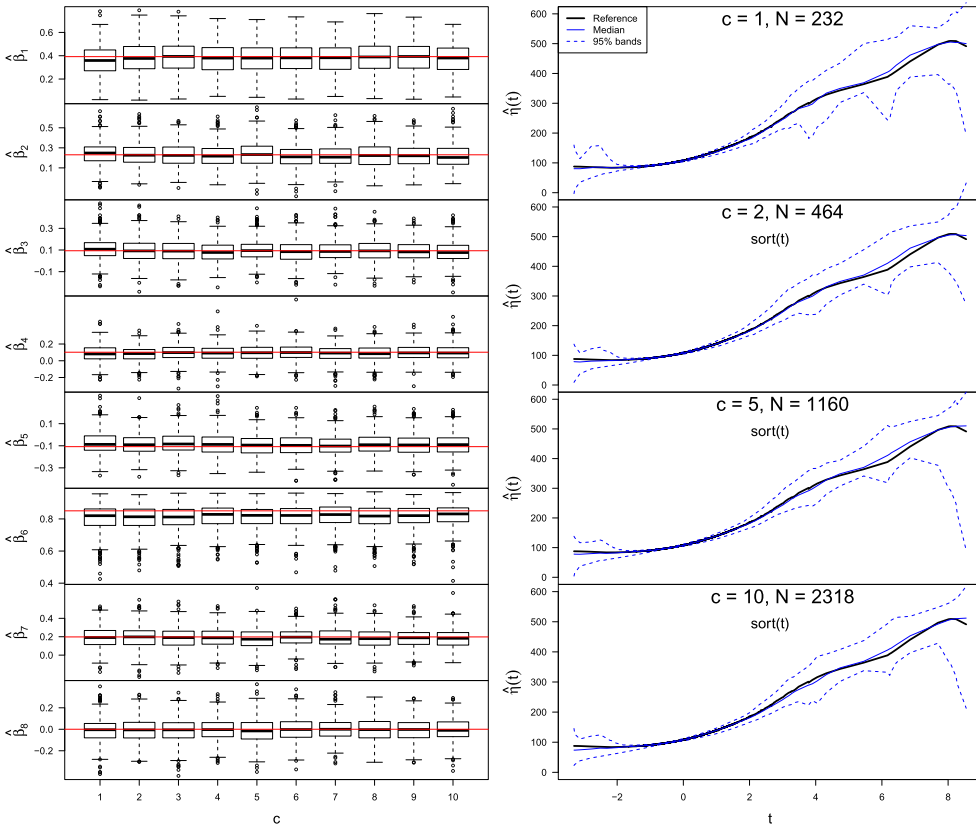 0.6
0.4
0.2
β̂1
0.5
0.3
0.1
β̂2
0.3
0.1
−0.1
β̂3
0.2
0.0
−0.2
β̂4
0.1
−0.1
−0.3
β̂5
0.8
0.6
0.4
β̂6
0.4
0.2
0.0
β̂7
0.2
0.0
−0.2
β̂8
1 2 3 4 5 6 7 8 9 10
c
Reference
Median
95% bands
c = 1, N = 232
600
500
400
300
200
100
0
η̂(t)
sort(t)
c = 2, N = 464
600
500
400
300
200
100
0
η̂(t)
sort(t)
c = 5, N = 1160
600
500
400
300
200
100
0
η̂(t)
sort(t)
c = 10, N = 2318
600
500
400
300
200
100
0
η̂(t)
−2 0 2 4 6 8
t